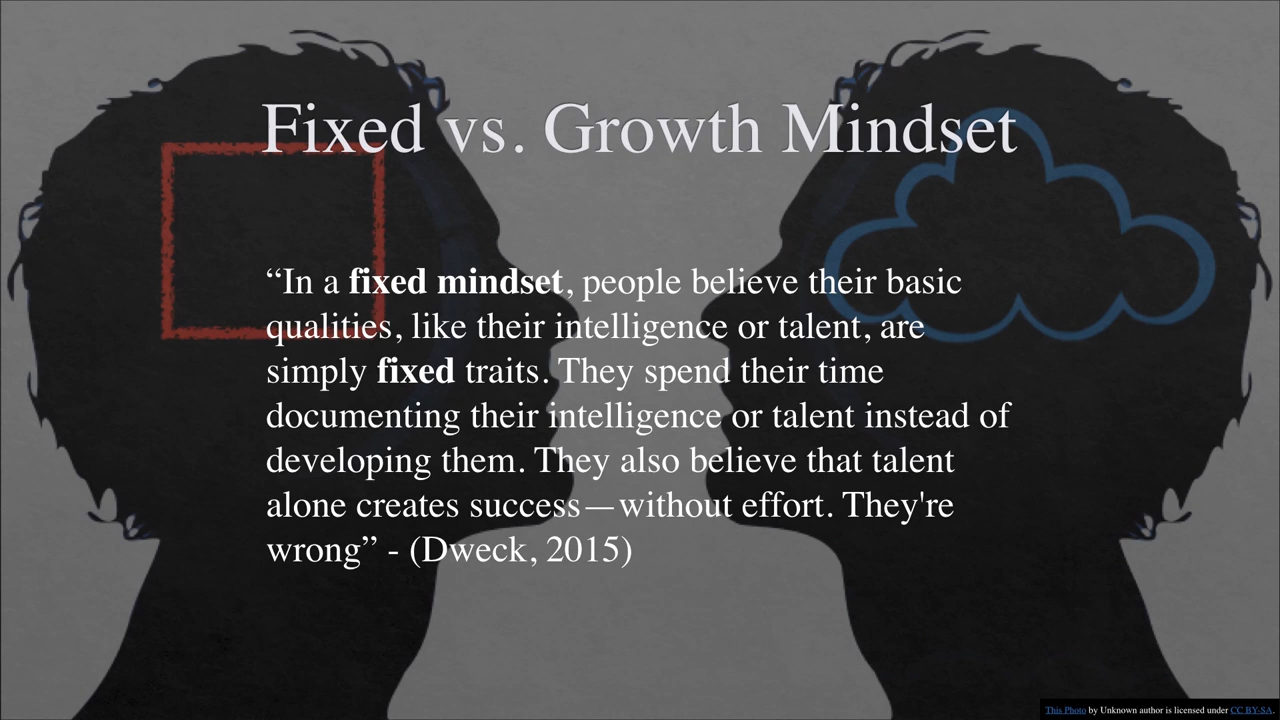 Fixed vs. Growth Mindset
“In a fixed mindset, people believe their basic
qualities, like their intelligence or talent, are
simply fixed traits. They spend their time
documenting their intelligence or talent instead of
developing them. They also believe that talent
alone creates success—without effort. They're
wrong” - (Dweck, 2015)
This Photo by Unknown author is licensed under CC BY-SA.